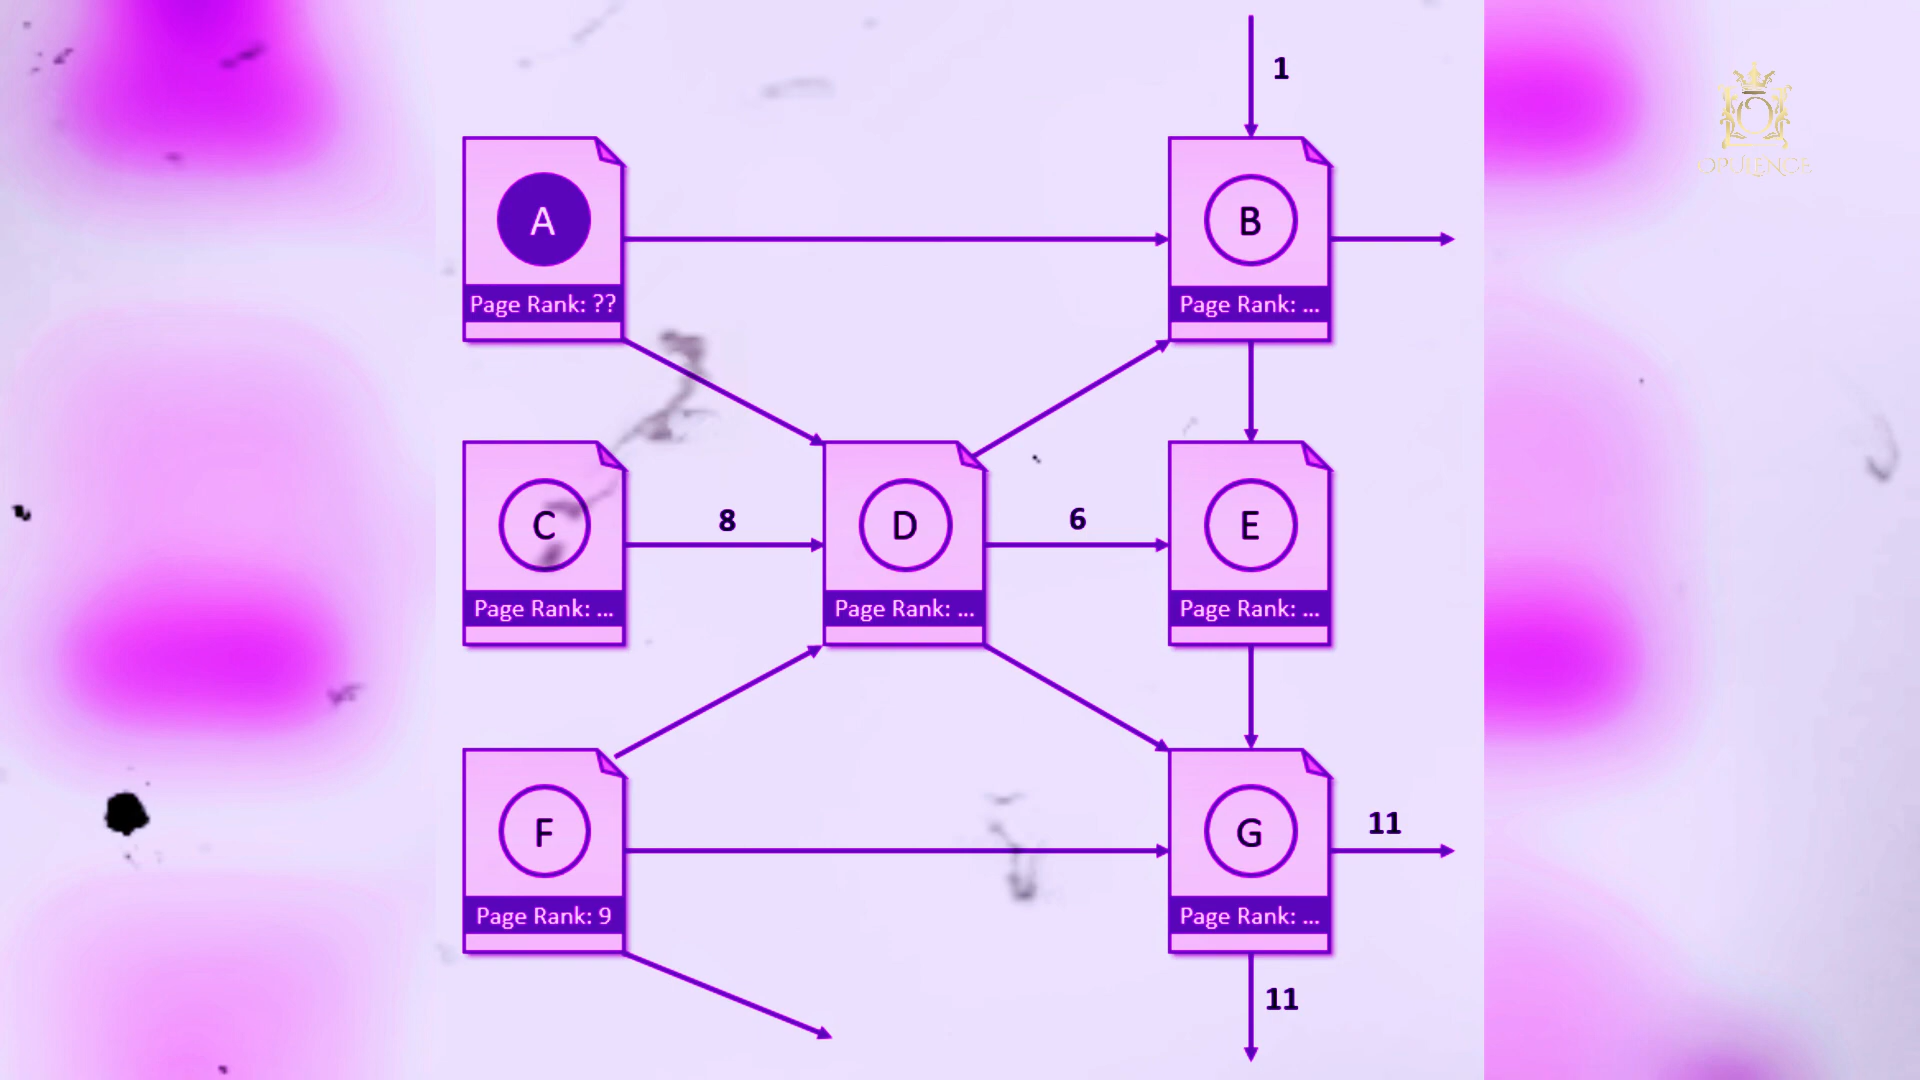 1
OPULENCE
A
B
Page Rank: ??
Page Rank: ...
8
6
C
D
E
Page Rank: ...
Page Rank: ...
Page Rank: ...
11
F
G
Page Rank: 9
Page Rank: ...
11